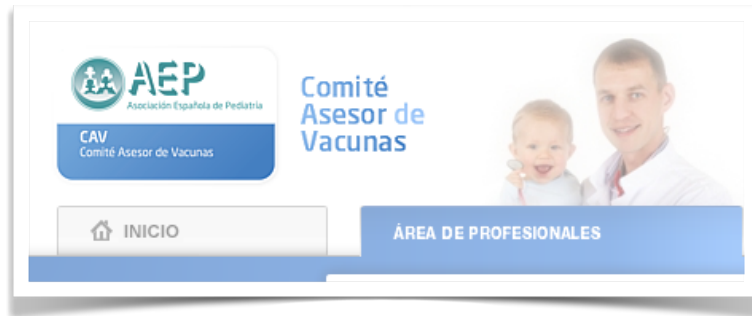 AEP
Asociación Española de Pediatría
CAV
Comité Asesor de Vacunas
Comité
Asesor de
Vacunas
INICIO
ÁREA DE PROFESIONALES